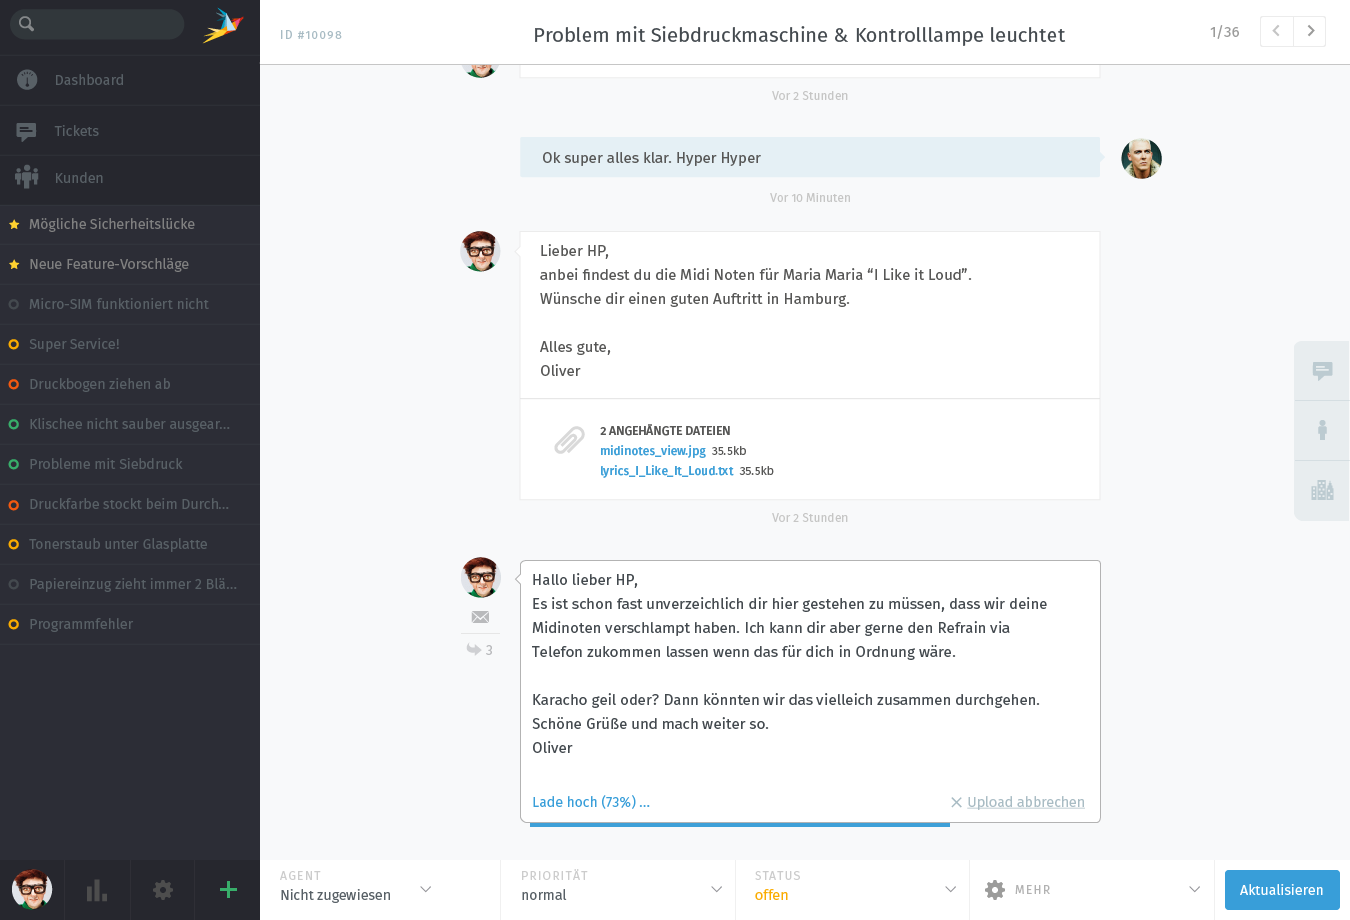 ID #10098
Problem mit Siebdruckmaschine & Kontrolllampe leuchtet
1/36
Dashboard
Tickets
Kunden
Mögliche Sicherheitslücke
Neue Feature-Vorschläge
Micro-SIM funktioniert nicht
Super Service!
Druckbogen ziehen ab
Klischee nicht sauber ausgear...
Probleme mit Siebdruck
Druckfarbe stockt beim Durch...
Tonerstaub unter Glasplatte
Papiereinzug zieht immer 2 Blä...
Programmfehler
Vor 2 Stunden
Ok super alles klar. Hyper Hyper
Vor 10 Minuten
Lieber HP,
anbei findest du die Midi Noten für Maria Maria “I Like it Loud”.
Wünsche dir einen guten Auftritt in Hamburg.
Alles gute,
Oliver
2 ANGEHÄNGTE DATEIEN
midinotes_view.jpg 35.5kb
lyrics_I_Like_It_Loud.txt 35.5kb
Vor 2 Stunden
3
Hallo lieber HP,
Es ist schon fast unverzeichlich dir hier gestehen zu müssen, dass wir deine
Midinoten verschlampt haben. Ich kann dir aber gerne den Refrain via
Telefon zukommen lassen wenn das für dich in Ordnung wäre.
Karacho geil oder? Dann könnten wir das vielleich zusammen durchgehen.
Schöne Grüße und mach weiter so.
Oliver
Lade hoch (73%) ...
Upload abbrechen
AGENT
Nicht zugewiesen
PRIORITÄT
normal
STATUS
offen
MEHR
Aktualisieren